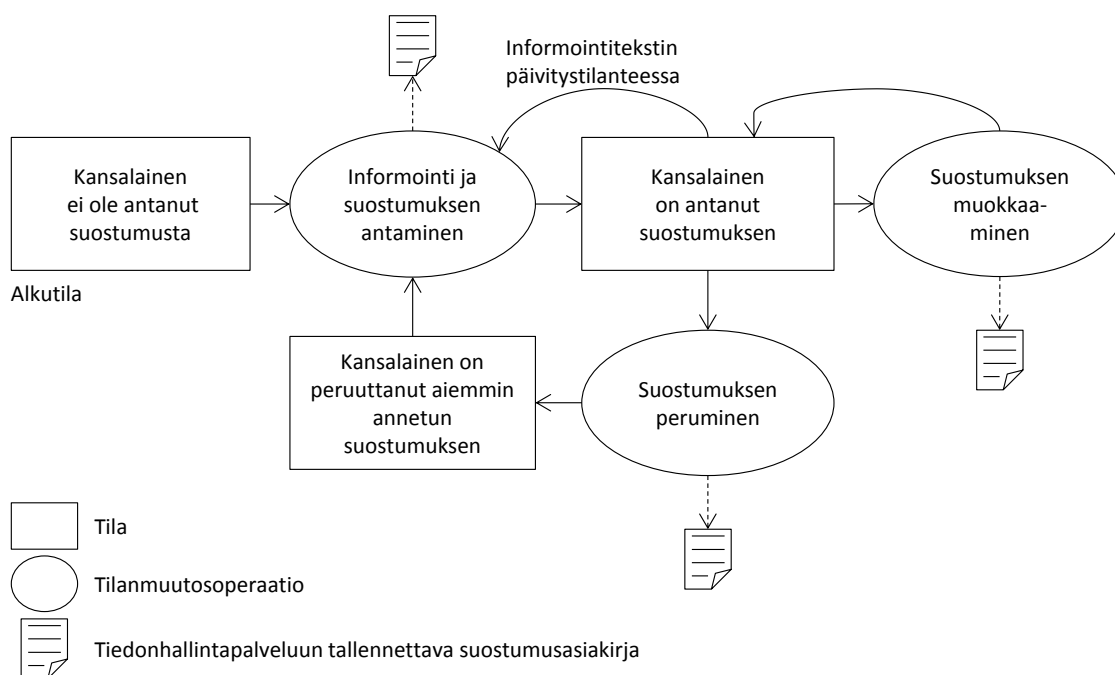 Informointitekstin
päivitystilanteessa
Kansalainen
ei ole antanut
suostumusta
Informointi ja
suostumuksen
antaminen
Kansalainen
on antanut
suostumuksen
Suostumuksen
muokkaa-
minen
Alkutila
Kansalainen on
peruuttanut aiemmin
annetun
suostumuksen
Suostumuksen
peruminen
Tila
Tilanmuutosoperaatio
Tiedonhallintapalveluun tallennettava suostumusasiakirja